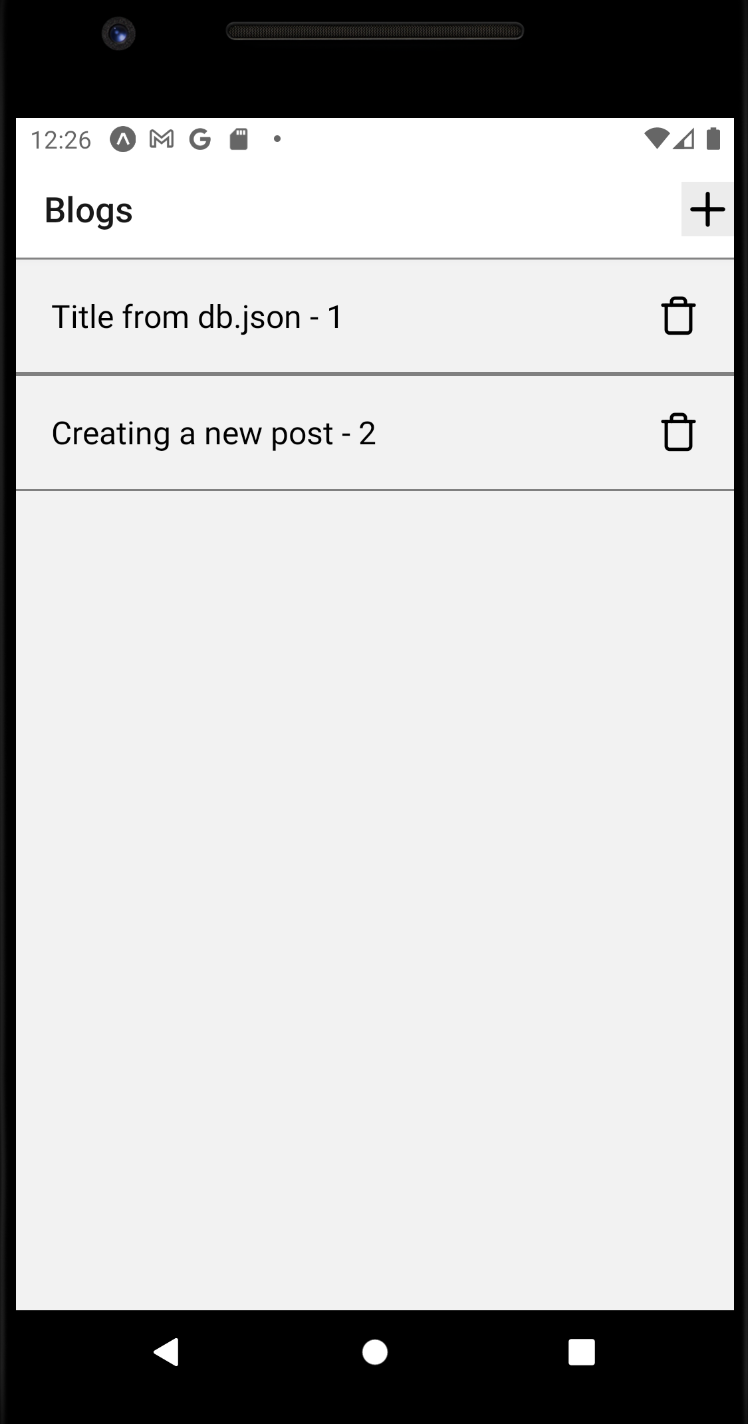 12:26
Blogs
Title from db.json - 1
Creating a new post - 2